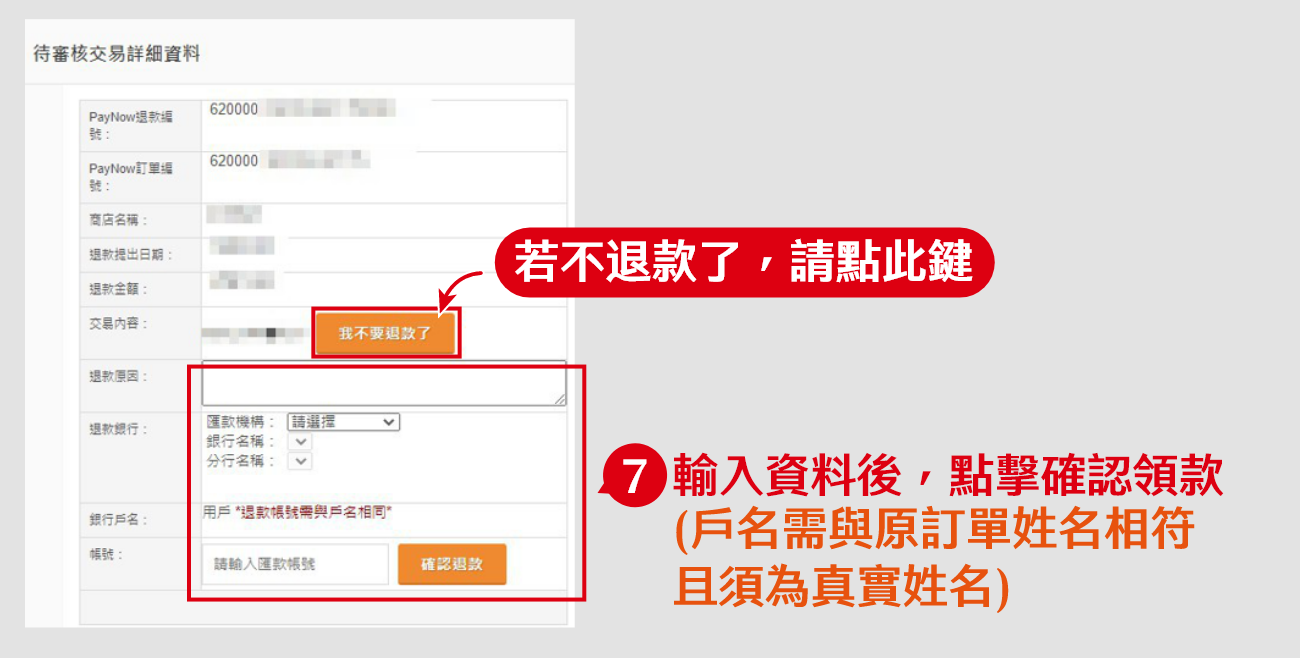 待審核交易詳細資料
PayNow退款編
號：
620000
PayNow訂單編
號：
620000
商店名稱：
退款提出日期：
退款金額：
交易內容：
我不要退款了
若不退款了，請點此鍵
退款原因：
退款銀行：
匯款機構： 請選擇
銀行名稱：
分行名稱：
銀行戶名：
用戶 *退款帳號需與戶名相同*
帳號：
請輸入匯款帳號
確認退款
7 輸入資料後，點擊確認領款
(戶名需與原訂單姓名相符
且須為真實姓名)